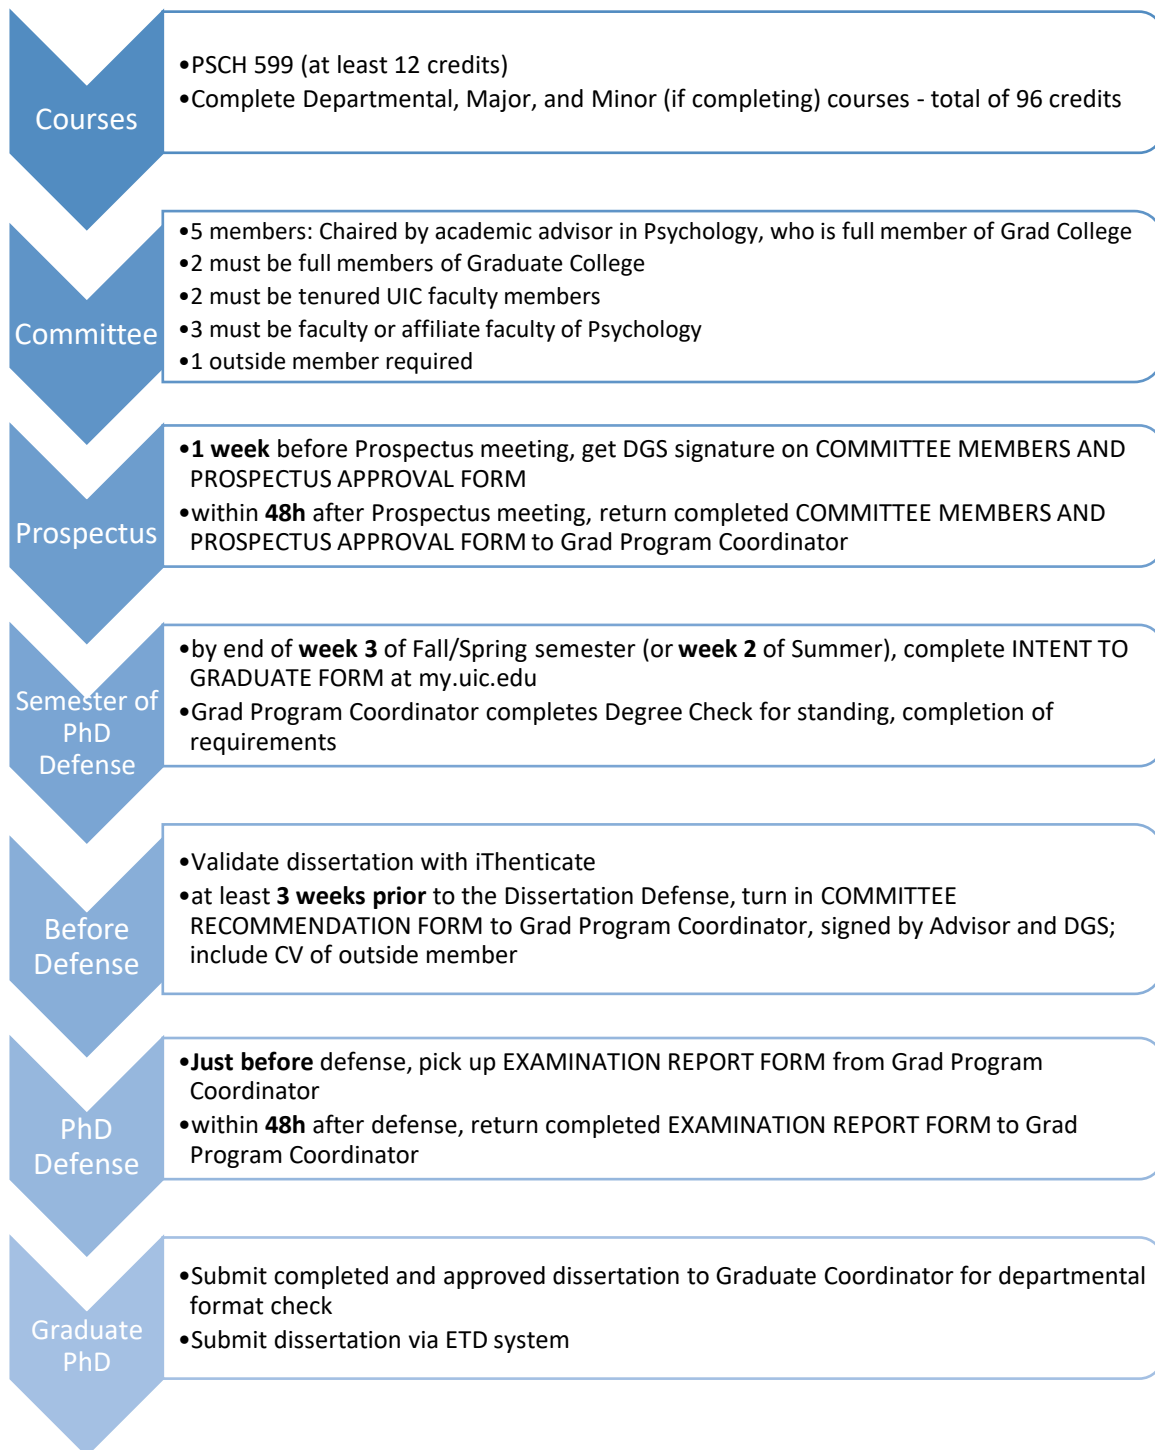 Courses
•PSCH 599 (at least 12 credits)
•Complete Departmental, Major, and Minor (if completing) courses - total of 96 credits
Committee
•5 members: Chaired by academic advisor in Psychology, who is full member of Grad College
•2 must be full members of Graduate College
•2 must be tenured UIC faculty members
•3 must be faculty or affiliate faculty of Psychology
•1 outside member required
Prospectus
•1 week before Prospectus meeting, get DGS signature on COMMITTEE MEMBERS AND
PROSPECTUS APPROVAL FORM
•within 48h after Prospectus meeting, return completed COMMITTEE MEMBERS AND
PROSPECTUS APPROVAL FORM to Grad Program Coordinator
Semester of
PhD
Defense
•by end of week 3 of Fall/Spring semester (or week 2 of Summer), complete INTENT TO
GRADUATE FORM at my.uic.edu
•Grad Program Coordinator completes Degree Check for standing, completion of
requirements
Before
Defense
•Validate dissertation with iThenticate
•at least 3 weeks prior to the Dissertation Defense, turn in COMMITTEE
RECOMMENDATION FORM to Grad Program Coordinator, signed by Advisor and DGS;
include CV of outside member
PhD
Defense
•Just before defense, pick up EXAMINATION REPORT FORM from Grad Program
Coordinator
•within 48h after defense, return completed EXAMINATION REPORT FORM to Grad
Program Coordinator
Graduate
PhD
•Submit completed and approved dissertation to Graduate Coordinator for departmental
format check
•Submit dissertation via ETD system